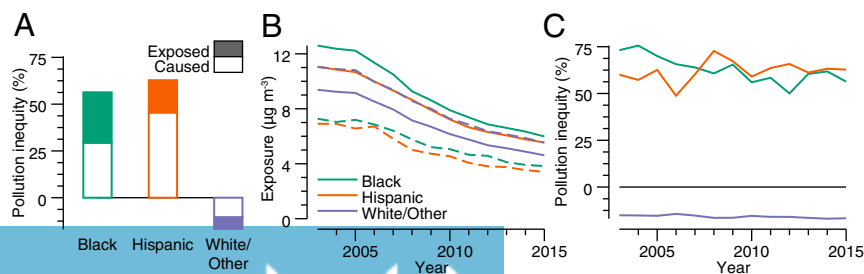 A
Pollution inequity (%)
75
50
25
0
Exposed
Caused
Black
Hispanic
White/
Other
B
Exposure (µg m⁻³)
12
8
4
0
Black
Hispanic
White/Other
2005
2010
2015
Year
C
Pollution inequity (%)
75
50
25
0
2005
2010
2015
Year